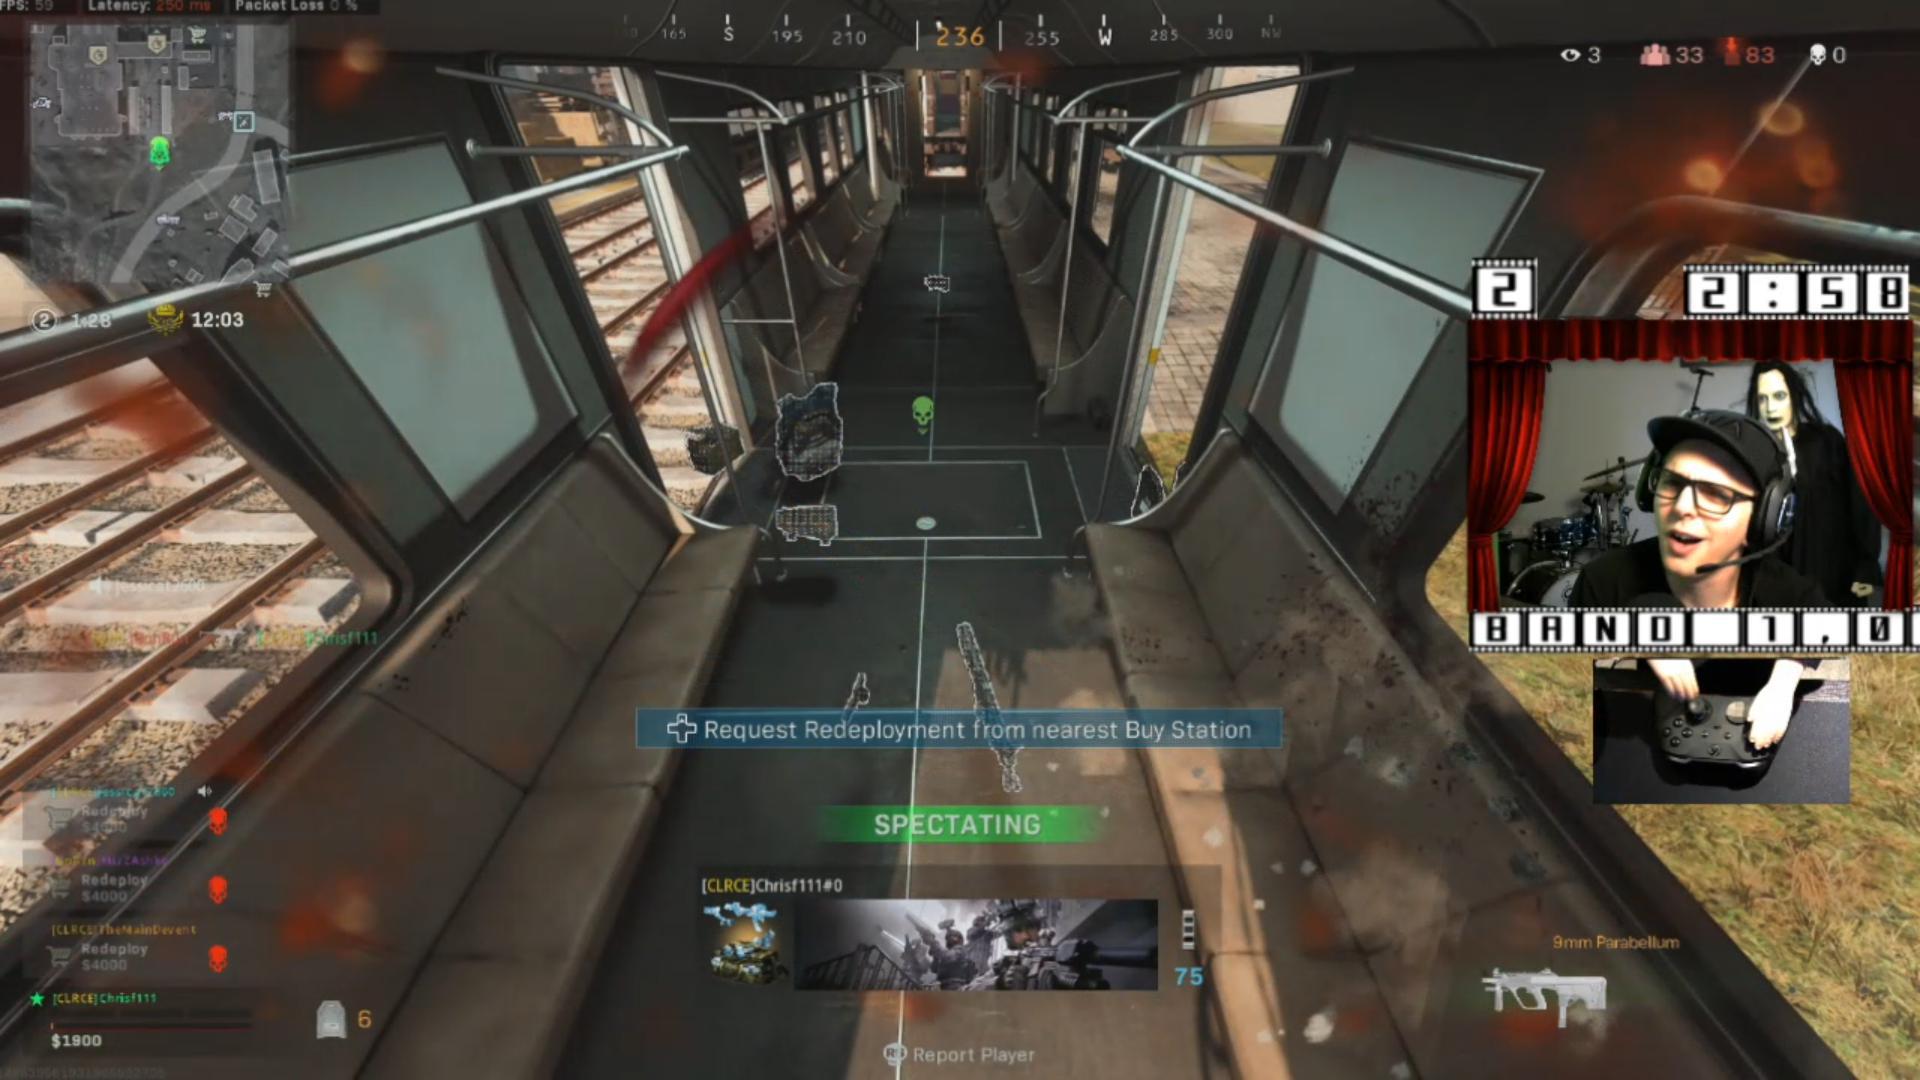 FPS: 59 Latency: 250 ms Packet Loss 0 %
165 S 195 210 236 255 W 285 300 NW
3 33 83 0
2 1:28 12:03
2 2:58
BAND 1,0
Chrisf111
Request Redeployment from nearest Buy Station
SPECTATING
[CLRCE]Chrisf111#0
75
Redeploy
$4000
Redeploy
$4000
[CLRCE]TheMainDevent
Redeploy
$4000
[CLRCE]Chrisf111
$1900
6
9mm Parabellum
Report Player